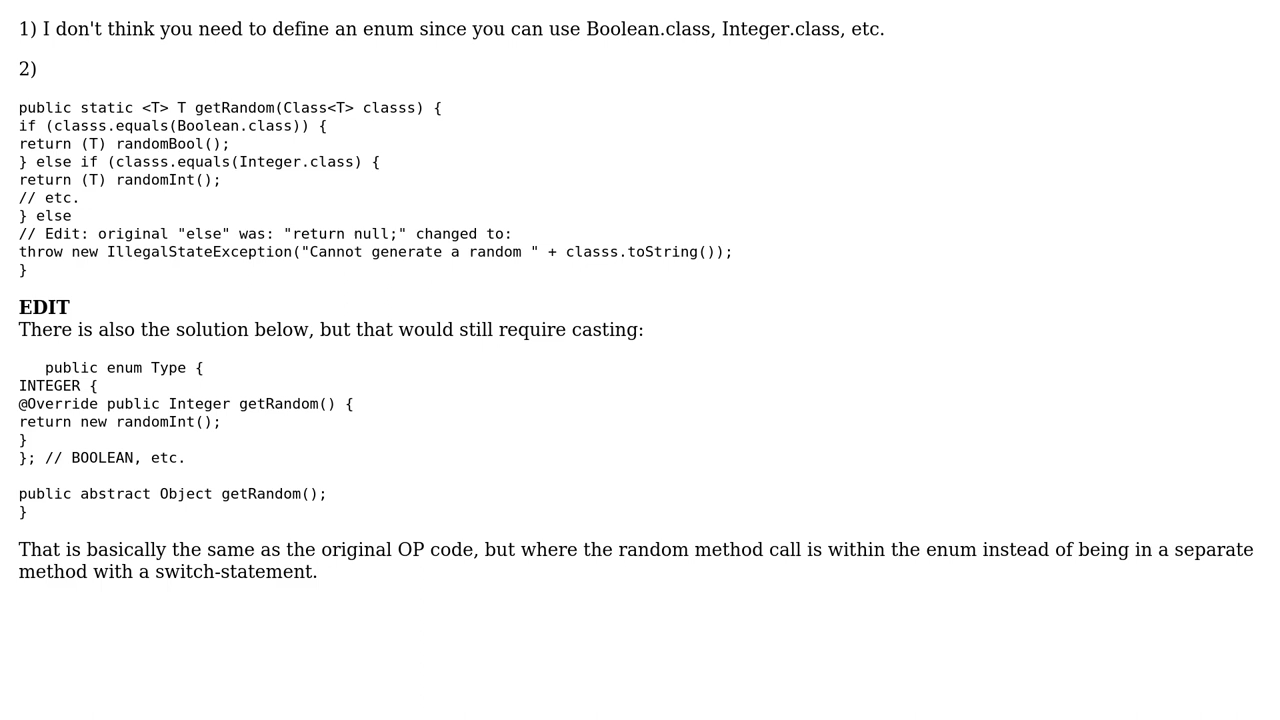 1) I don't think you need to define an enum since you can use Boolean.class, Integer.class, etc.
2)
public static <T> T getRandom(Class<T> classs) {
if (classs.equals(Boolean.class)) {
return (T) randomBool();
} else if (classs.equals(Integer.class) {
return (T) randomInt();
// etc.
} else
// Edit: original "else" was: "return null;" changed to:
throw new IllegalStateException("Cannot generate a random " + classs.toString());
}
EDIT
There is also the solution below, but that would still require casting:
   public enum Type {
INTEGER {
@Override public Integer getRandom() {
return new randomInt();
}
}; // BOOLEAN, etc.
public abstract Object getRandom();
}
That is basically the same as the original OP code, but where the random method call is within the enum instead of being in a separate
method with a switch-statement.